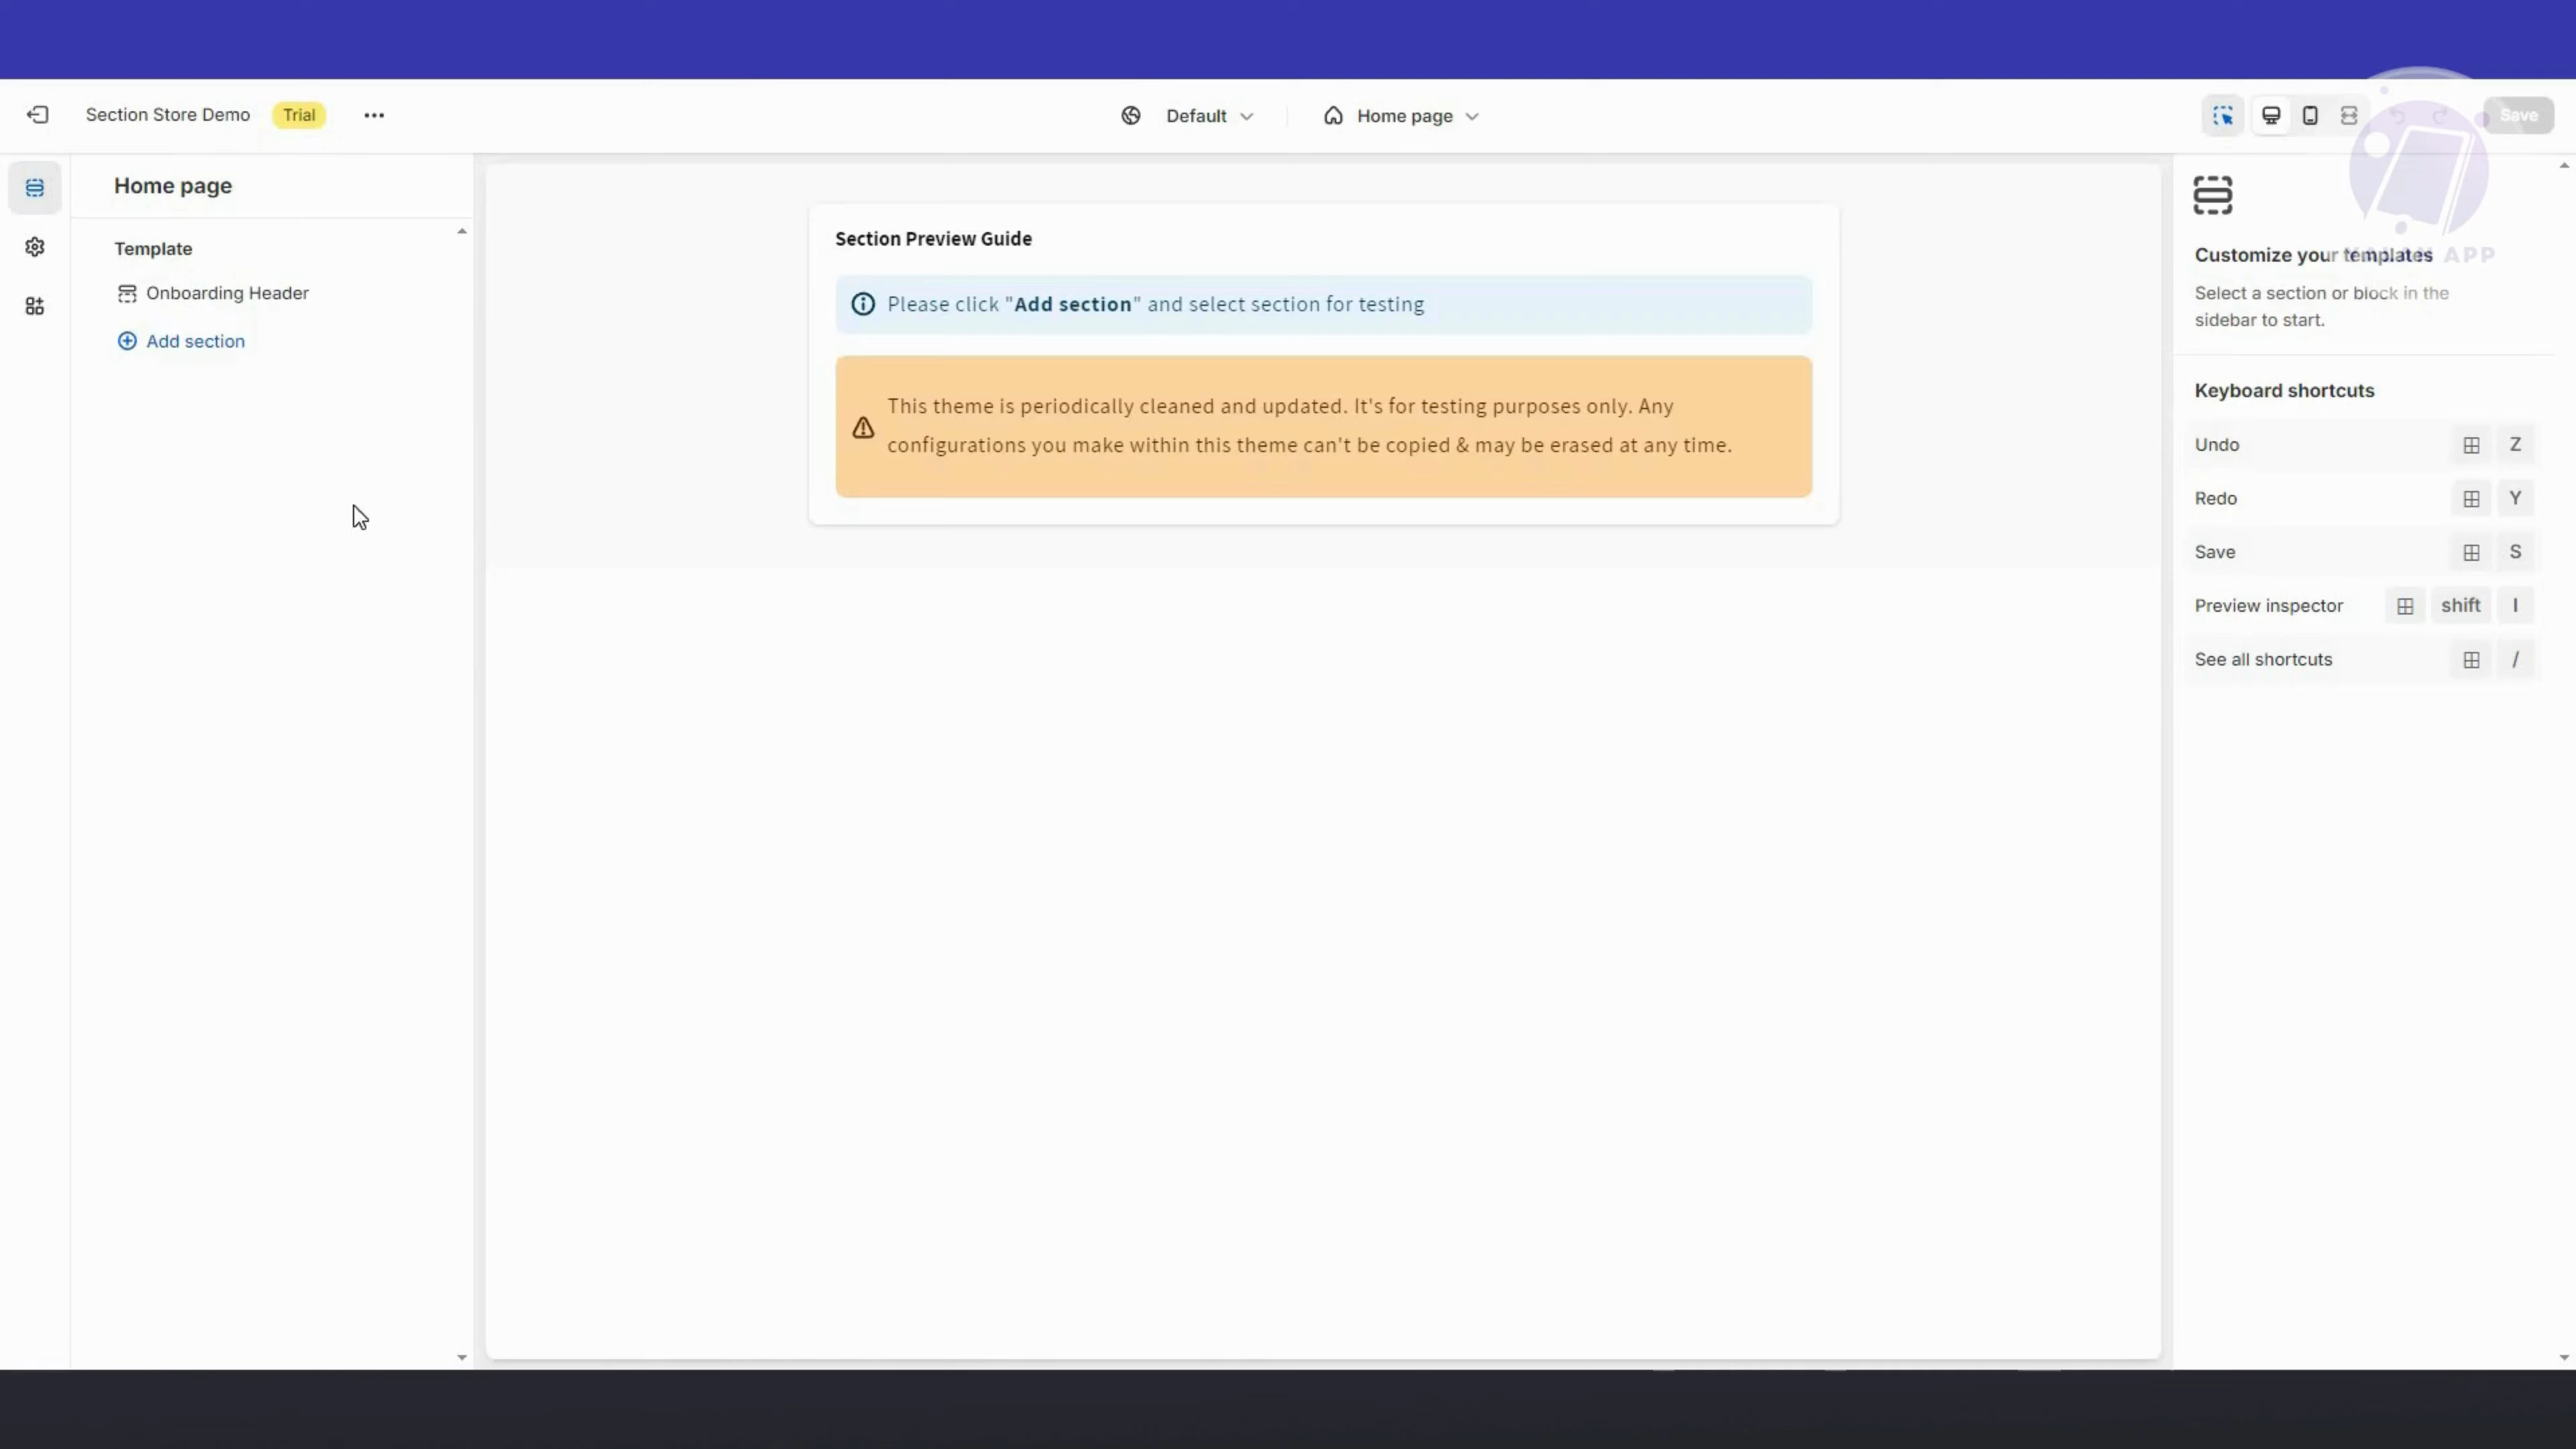 Section Store Demo Trial
Default
Home page
Save
Home page
Template
Onboarding Header
Add section
Section Preview Guide
Please click "Add section" and select section for testing
This theme is periodically cleaned and updated. It's for testing purposes only. Any
configurations you make within this theme can't be copied & may be erased at any time.
Customize your templates
APP
Select a section or block in the
sidebar to start.
Keyboard shortcuts
Undo Z
Redo Y
Save S
Preview inspector shift I
See all shortcuts /